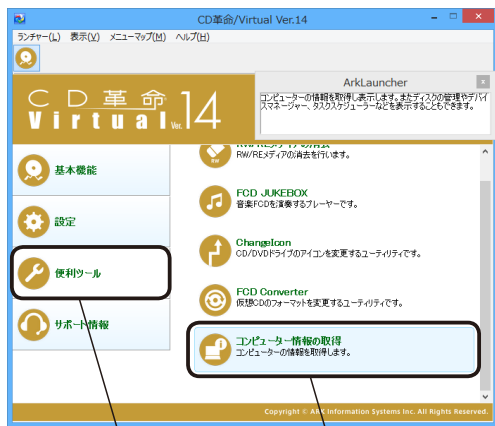 CD革命/Virtual Ver.14
ランチャー(L) 表示(V) メニューマップ(M) ヘルプ(H)
ArkLauncher
コンピューターの情報を取得し表示します。またディスクの管理やデバイ
スマネージャー、タスクスケジューラーなどを表示することもできます。
CD革命
Virtual Ver.14
基本機能
設定
便利ツール
サポート情報
RW/REメディアの消去
RW/REメディアの消去を行います。
FCD JUKEBOX
音楽FCDを演奏するプレーヤーです。
ChangeIcon
CD/DVDドライブのアイコンを変更するユーティリティです。
FCD Converter
仮想CDのフォーマットを変更するユーティリティです。
コンピューター情報の取得
コンピューターの情報を取得します。
Copyright © ARK Information Systems Inc. All Rights Reserved.